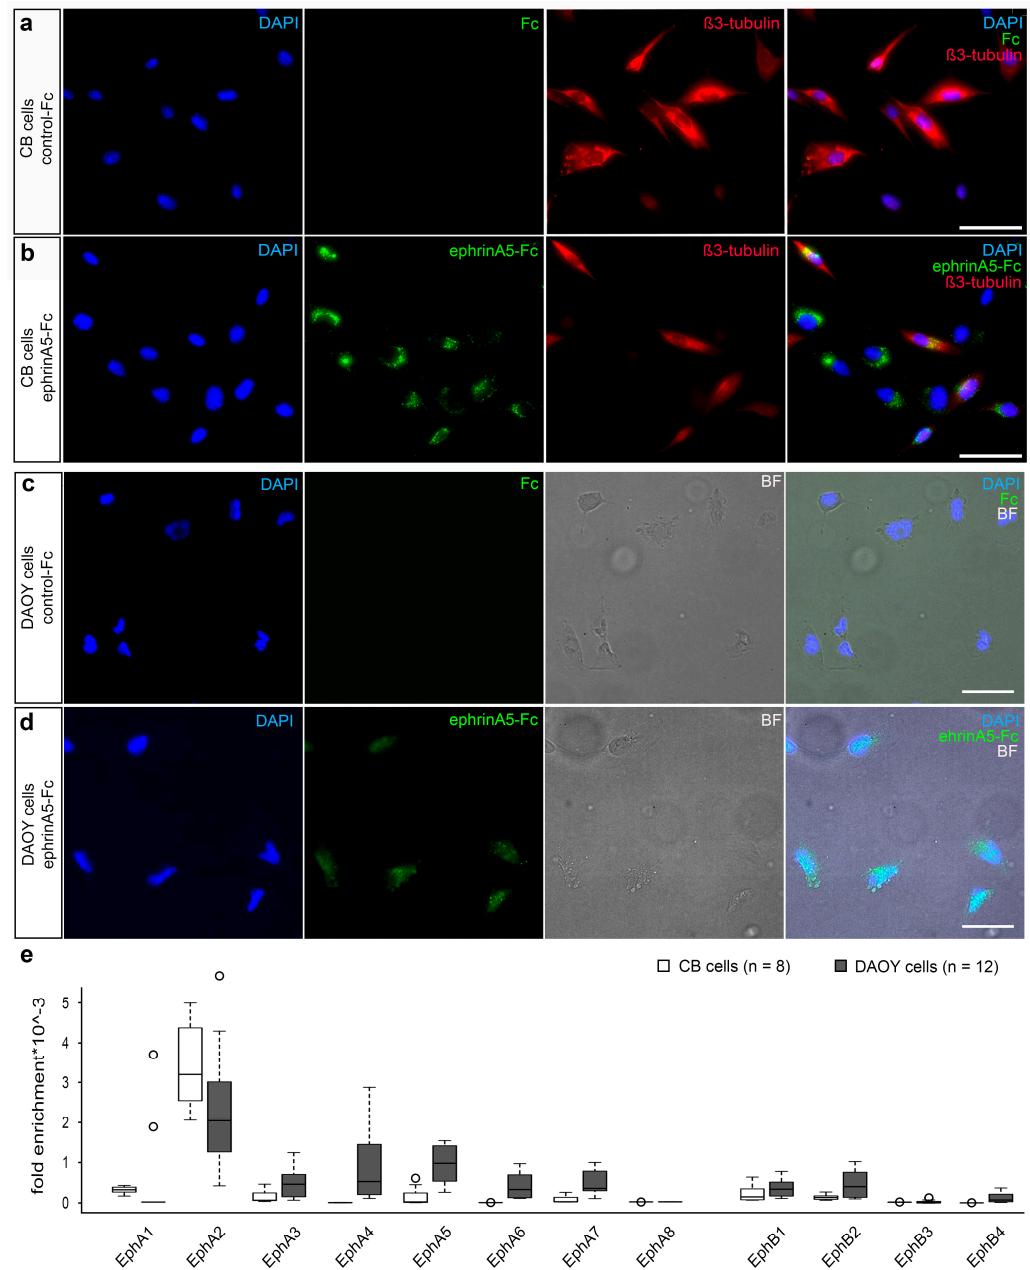 a
CB cells
control-Fc
DAPI
Fc
ß3-tubulin
DAPI
Fc
ß3-tubulin
b
CB cells
ephrinA5-Fc
DAPI
ephrinA5-Fc
ß3-tubulin
DAPI
ephrinA5-Fc
ß3-tubulin
c
DAOY cells
control-Fc
DAPI
Fc
BF
DAPI
Fc
BF
d
DAOY cells
ephrinA5-Fc
DAPI
ephrinA5-Fc
BF
DAPI
ehrinA5-Fc
BF
e
CB cells (n = 8)
DAOY cells (n = 12)
fold enrichment*10^-3
5
4
3
2
1
0
EphA1
EphA2
EphA3
EphA4
EphA5
EphA6
EphA7
EphA8
EphB1
EphB2
EphB3
EphB4